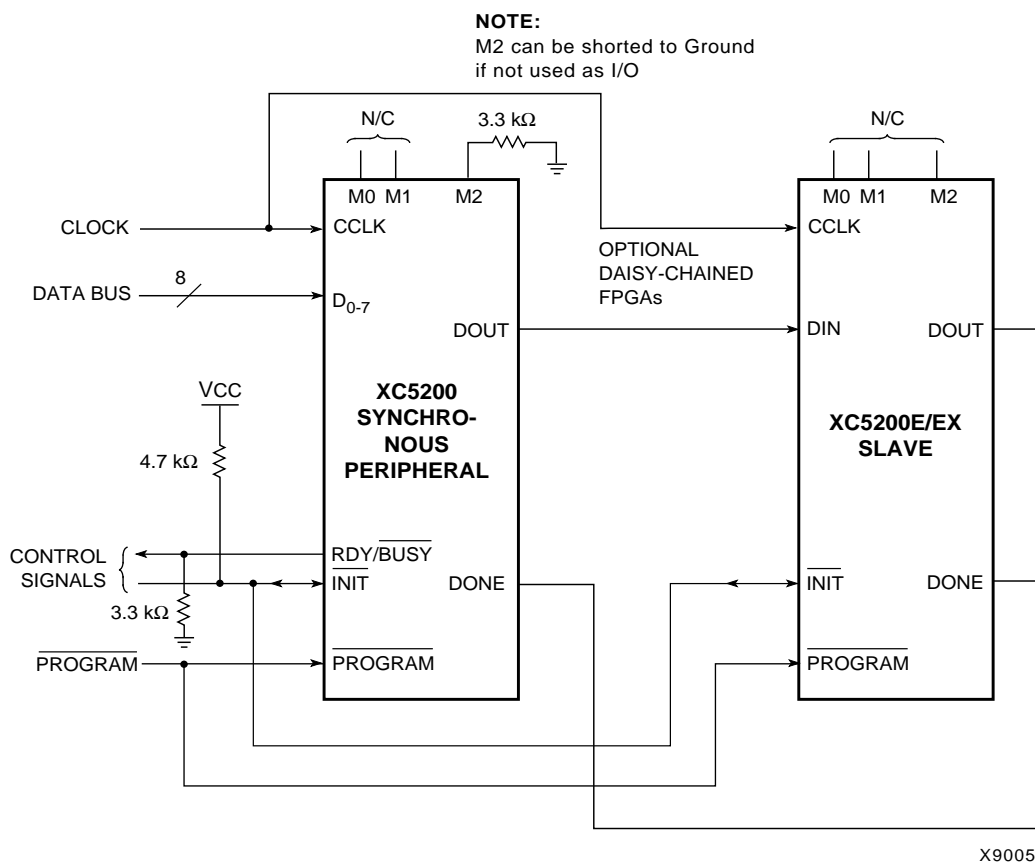 NOTE:
M2 can be shorted to Ground
if not used as I/O
N/C
3.3 kΩ
N/C
M0 M1 M2
M0 M1 M2
CLOCK
CCLK
CCLK
OPTIONAL
DAISY-CHAINED
FPGAs
DATA BUS
8
D0-7
DOUT
DIN
DOUT
VCC
4.7 kΩ
XC5200
SYNCHRO-
NOUS
PERIPHERAL
XC5200E/EX
SLAVE
CONTROL
SIGNALS
RDY/BUSY
INIT
DONE
INIT
DONE
3.3 kΩ
PROGRAM
PROGRAM
PROGRAM
X9005